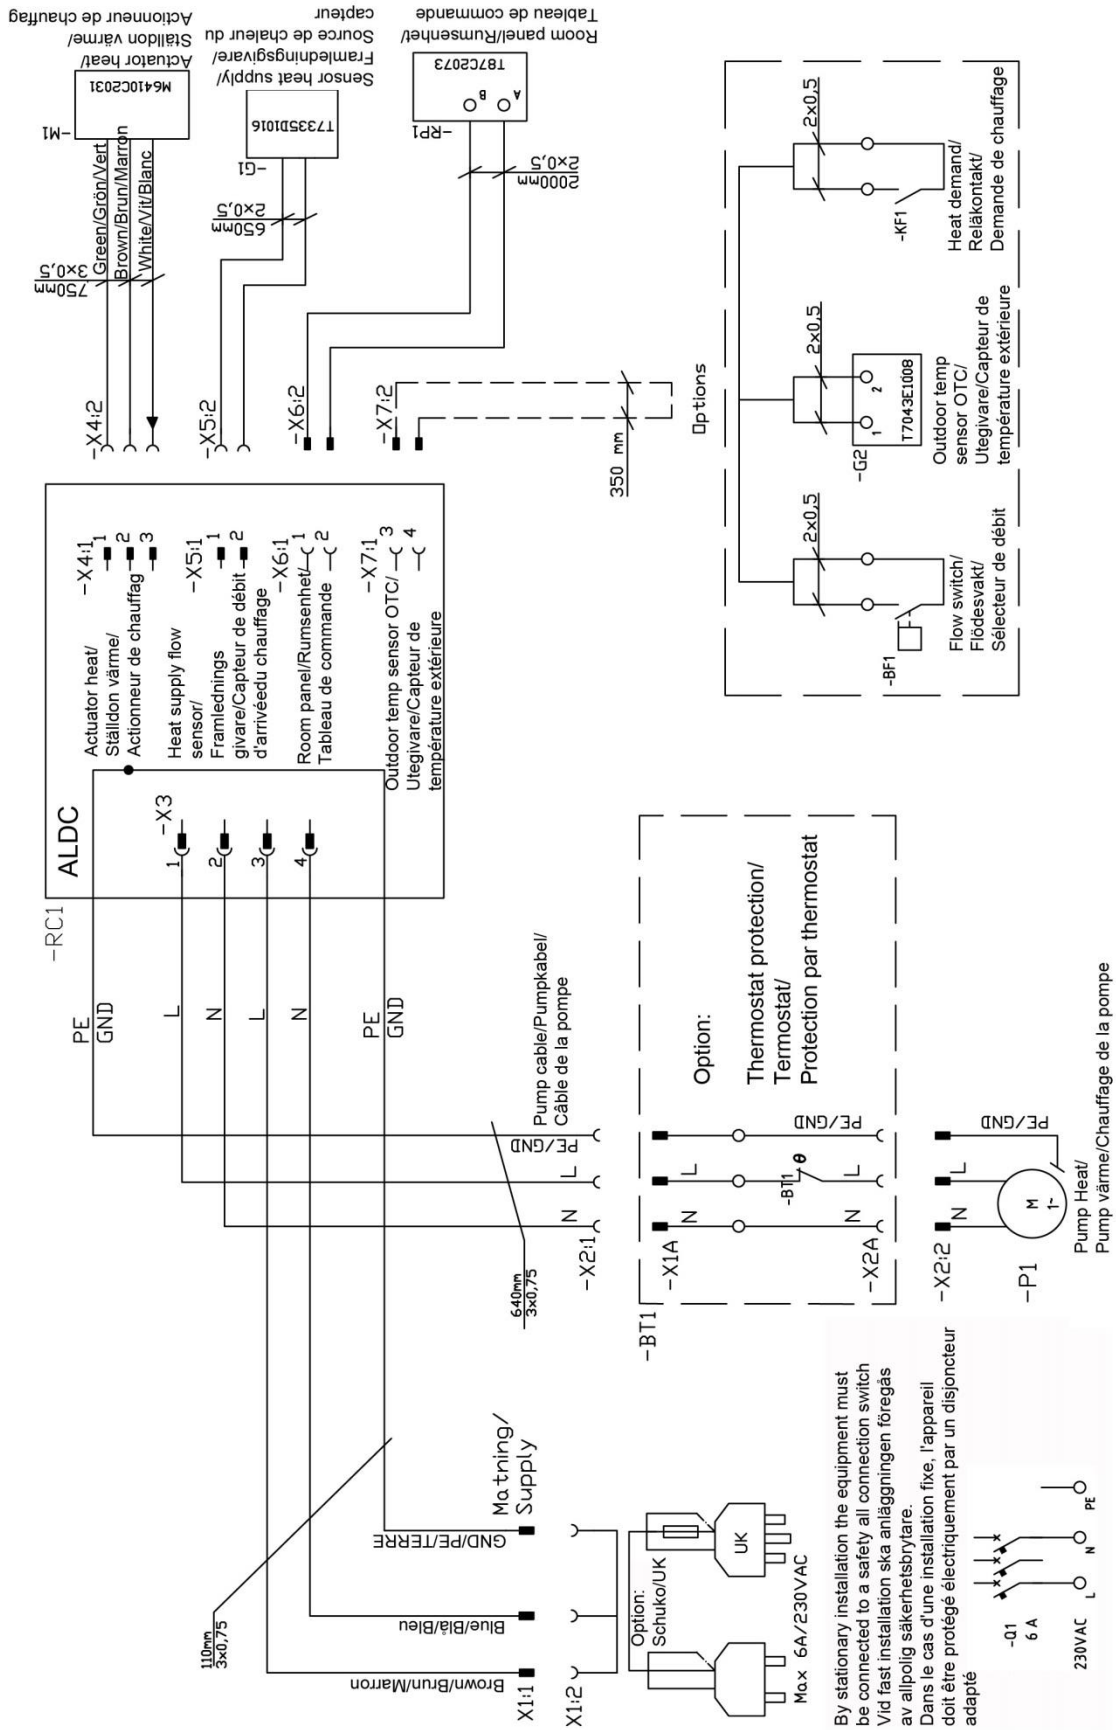 Actuator heat/
Ställdon värme/
Actionneur de chauffag
M6410C2031
-M1
Green/Grön/Vert
Brown/Brun/Marron
White/Vit/Blanc
750mm
3x0,5
-X4:2
Sensor heat supply/
Framledningsgivare/
Source de chaleur du
capteur
T7335D1016
-G1
650mm
2x0,5
-X5:2
Room panel/Rumsenhet/
Tableau de commande
T87C2073
B
A
-RP1
2000mm
2x0,5
-X6:2
-X7:2
350 mm
Options
-RC1
ALDC
-X4:1
1
2
3
Actuator heat/
Ställdon värme/
Actionneur de chauffag
-X5:1
1
2
Heat supply flow
sensor/
Framlednings
givare/Capteur de débit
d'arrivéedu chauffage
-X6:1
1
2
Room panel/Rumsenhet/
Tableau de commande
-X7:1
3
4
Outdoor temp sensor OTC/
Utegivare/Capteur de
température extérieure
-X3
1
2
3
4
PE
GND
L
N
L
N
PE
GND
2x0,5
-BF1
Flow switch/
Flödesvakt/
Sélecteur de débit
2x0,5
1
2
-G2
T7043E1008
Outdoor temp
sensor OTC/
Utegivare/Capteur de
température extérieure
2x0,5
-KF1
Heat demand/
Reläkontakt/
Demande de chauffage
Pump cable/Pumpkabel/
Câble de la pompe
640mm
3x0,75
PE/GND
L
N
-X2:1
-BT1
Option:
Thermostat protection/
Termostat/
Protection par thermostat
-X1A
N
L
-BT1
θ
PE/GND
N
L
-X2A
-X2:2
N
L
PE/GND
-P1
M
1~
Pump Heat/
Pump värme/Chauffage de la pompe
110mm
3x0,75
Matning/
Supply
Brown/Brun/Marron
Blue/Blå/Bleu
GND/PE/TERRE
X1:1
X1:2
Option:
Schuko/UK
UK
Max 6A/230VAC
By stationary installation the equipment must
be connected to a safety all connection switch
Vid fast installation ska anläggningen föregås
av allpolig säkerhetsbrytare.
Dans le cas d'une installation fixe, l'appareil
doit être protégé électriquement par un disjoncteur
adapté
-Q1
6 A
230VAC
L
N
PE